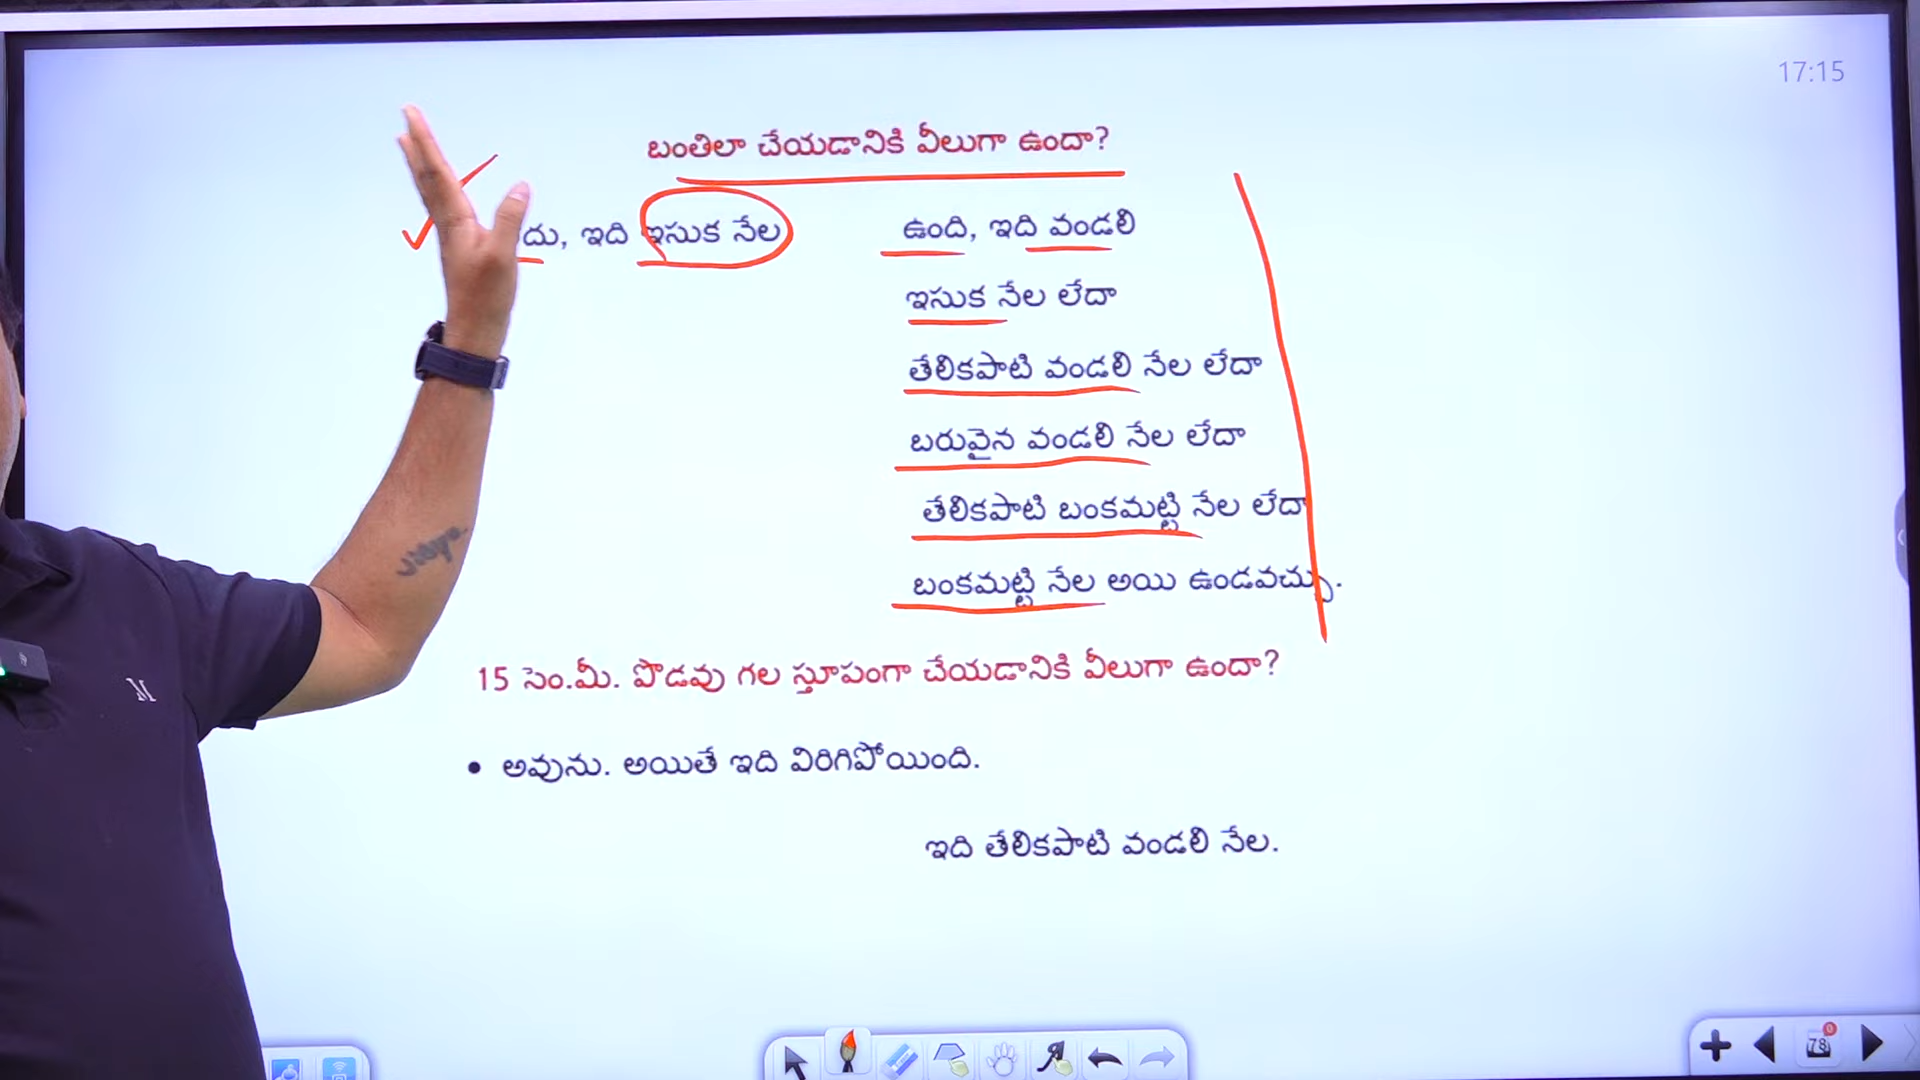 17:15
బంతిలా చేయడానికి వీలుగా ఉందా?
ఇది ఇసుక నేల
ఉంది, ఇది వండలి
ఇసుక నేల లేదా
తేలికపాటి వండలి నేల లేదా
బరువైన వండలి నేల లేదా
తేలికపాటి బంకమట్టి నేల లేదా
బంకమట్టి నేల అయి ఉండవచ్చు.
15 సెం.మీ. పొడవు గల స్తూపంగా చేయడానికి వీలుగా ఉందా?
• అవును. అయితే ఇది విరిగిపోయింది.
ఇది తేలికపాటి వండలి నేల.
M
78